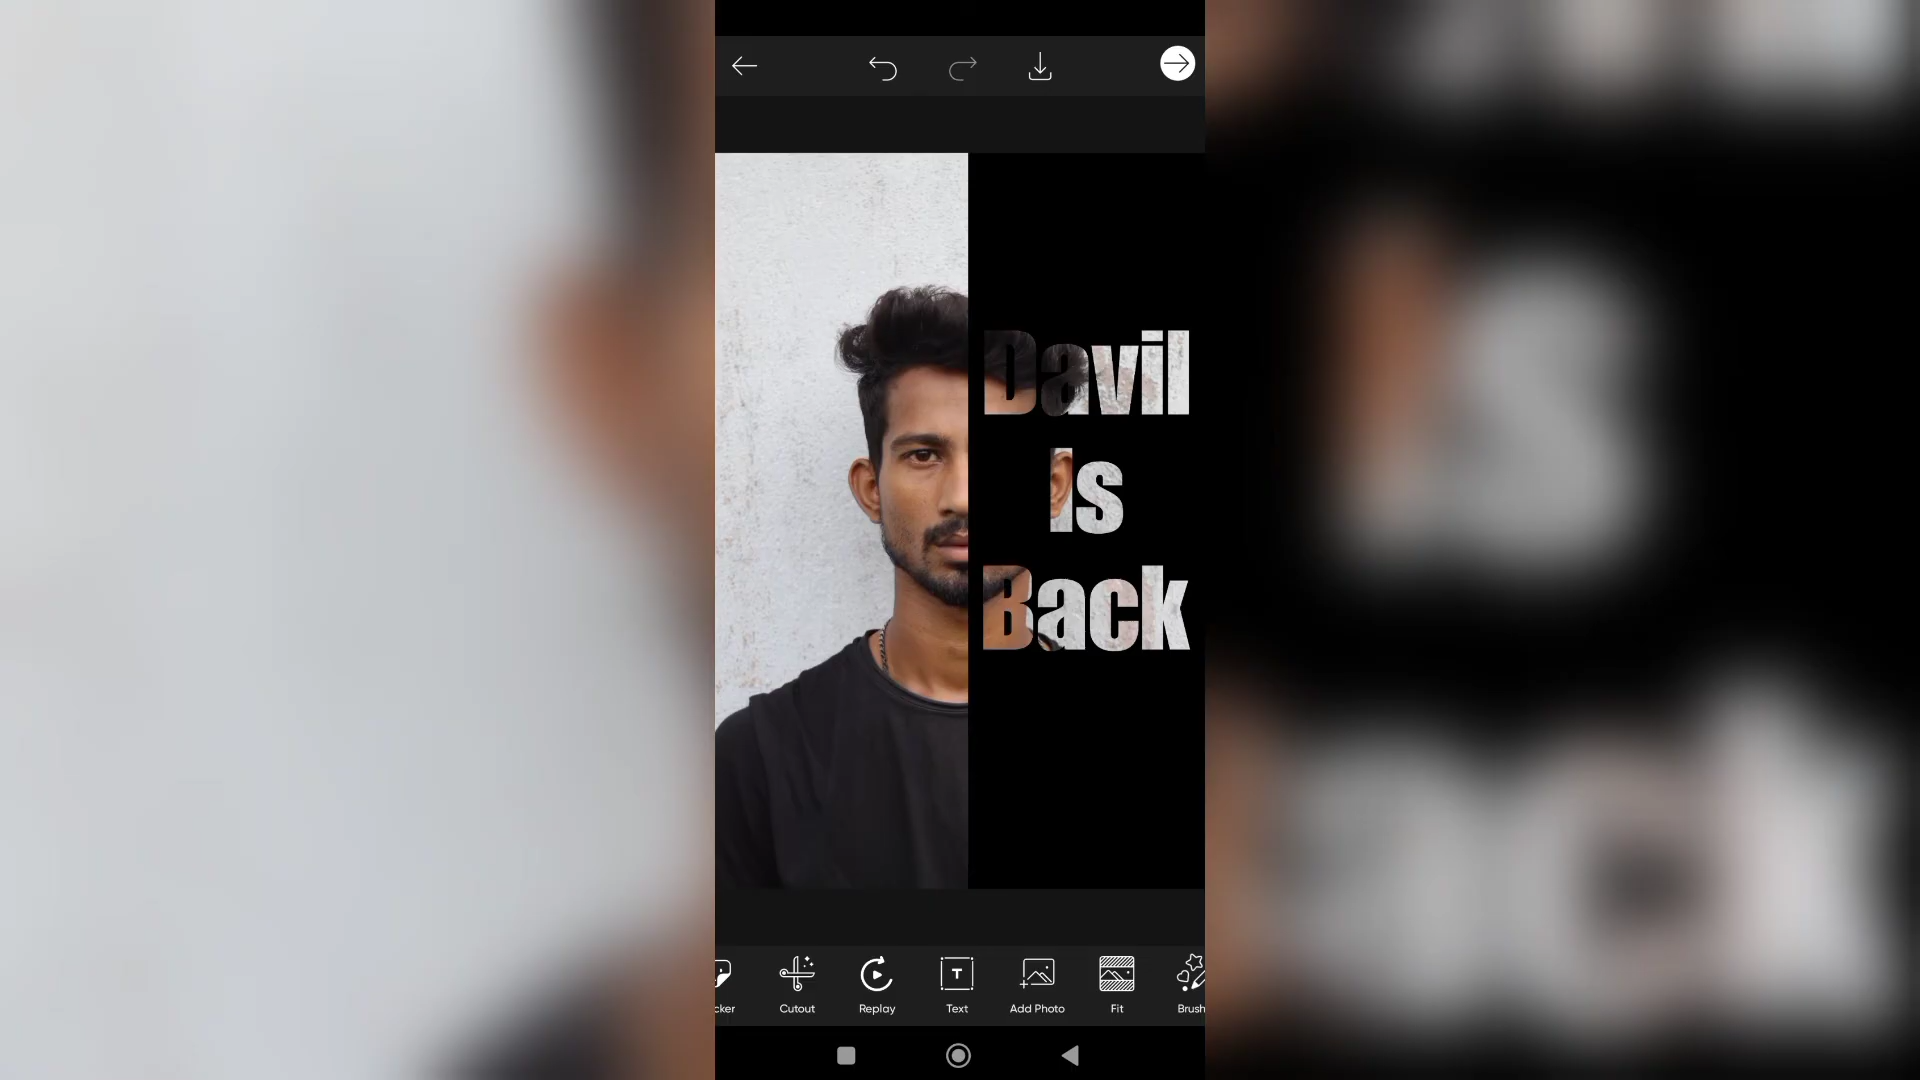 Davil
Is
Back
cker
Cutout
Replay
T
Text
Add Photo
Fit
Brush